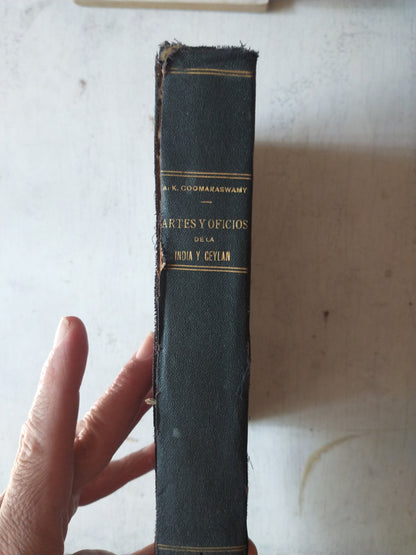 A. K. COOMARASWAMY
ARTES Y OFICIOS
DE LA
INDIA Y CEYLAN